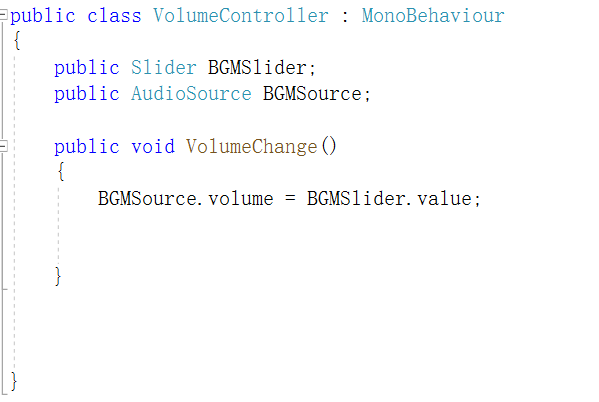 public class VolumeController : MonoBehaviour
{
public Slider BGMSlider;
public AudioSource BGMSource;
public void VolumeChange()
{
BGMSource.volume = BGMSlider.value;
}
}